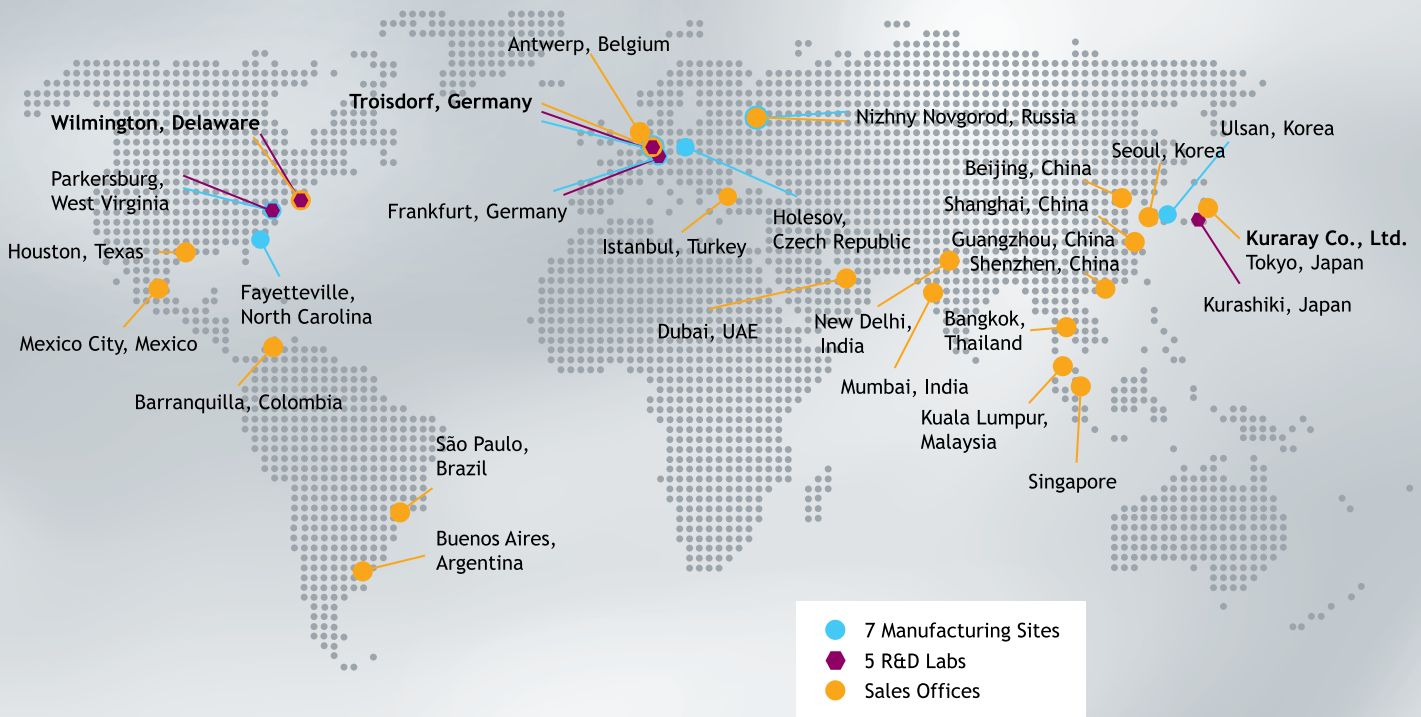 Antwerp, Belgium
Troisdorf, Germany
Wilmington, Delaware
Nizhny Novgorod, Russia
Ulsan, Korea
Seoul, Korea
Beijing, China
Parkersburg,
West Virginia
Shanghai, China
Frankfurt, Germany
Holesov,
Czech Republic
Istanbul, Turkey
Guangzhou, China
Shenzhen, China
Kuraray Co., Ltd.
Tokyo, Japan
Houston, Texas
Fayetteville,
North Carolina
Kurashiki, Japan
Dubai, UAE
New Delhi,
India
Bangkok,
Thailand
Mexico City, Mexico
Mumbai, India
Barranquilla, Colombia
Kuala Lumpur,
Malaysia
São Paulo,
Brazil
Singapore
Buenos Aires,
Argentina
7 Manufacturing Sites
5 R&D Labs
Sales Offices